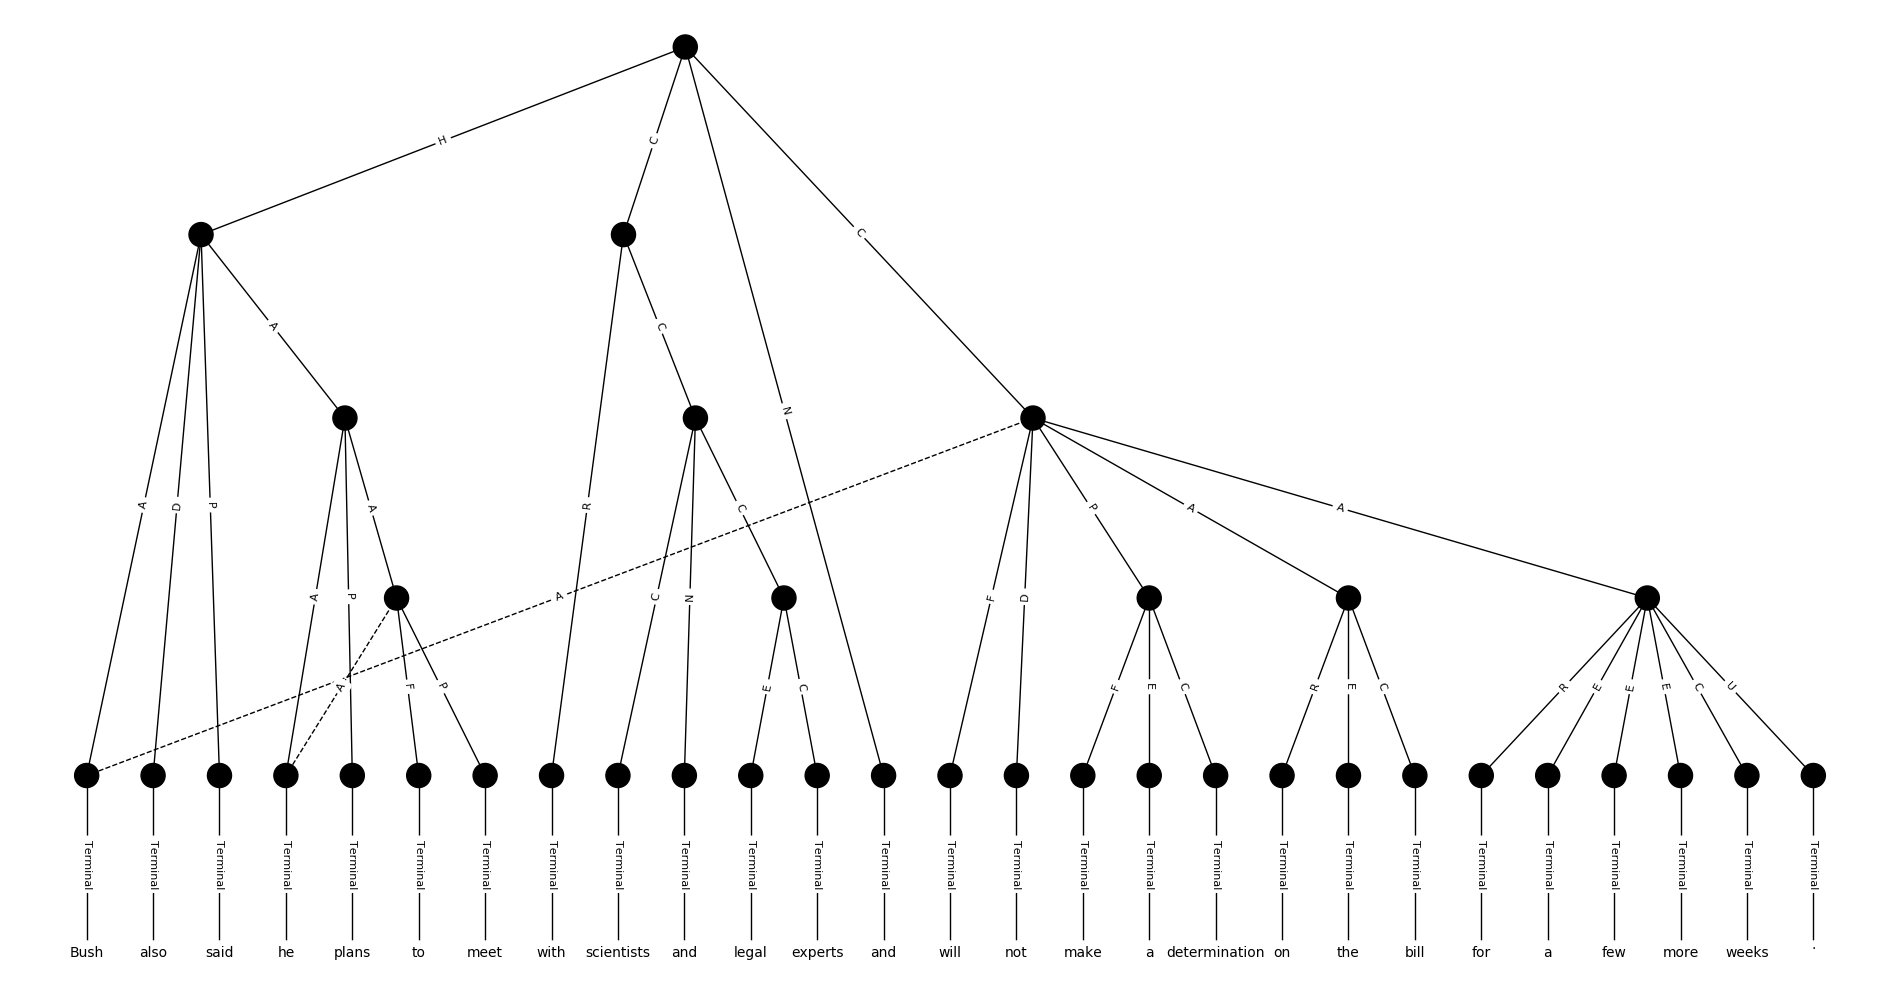 H C N C
A D P A R C
A P A C N C A F D P A A
A F P E C F E C R E C R E E E C U
Terminal Terminal Terminal Terminal Terminal Terminal Terminal Terminal Terminal Terminal Terminal Terminal Terminal Terminal Terminal Terminal Terminal Terminal Terminal Terminal Terminal Terminal Terminal Terminal Terminal Terminal Terminal
Bush also said he plans to meet with scientists and legal experts and will not make a determination on the bill for a few more weeks .